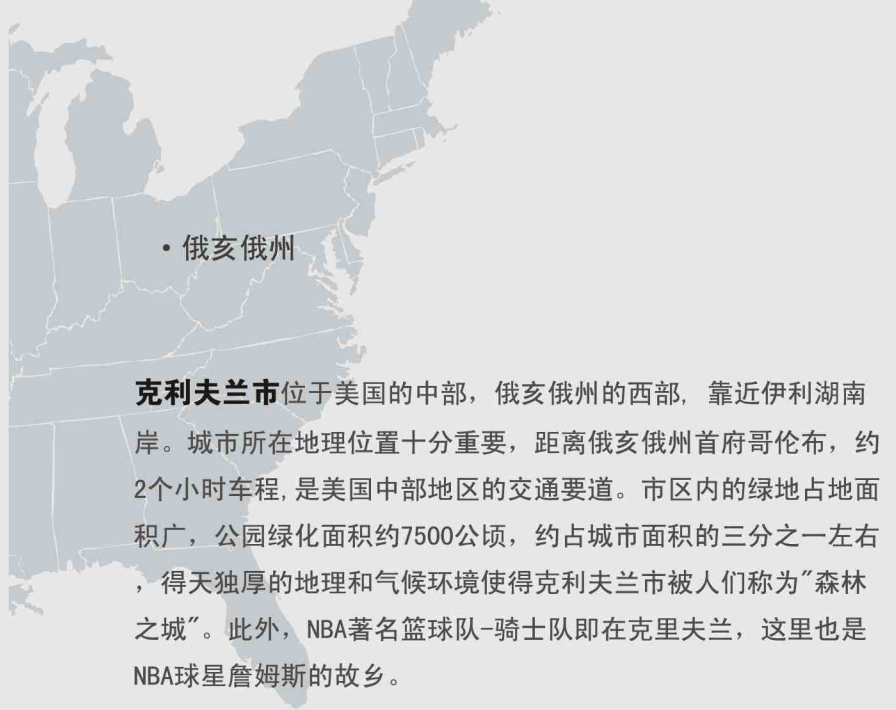 • 俄亥俄州
克利夫兰市位于美国的中部，俄亥俄州的西部, 靠近伊利湖南
岸。城市所在地理位置十分重要，距离俄亥俄州首府哥伦布，约
2个小时车程,是美国中部地区的交通要道。市区内的绿地占地面
积广，公园绿化面积约7500公顷，约占城市面积的三分之一左右
，得天独厚的地理和气候环境使得克利夫兰市被人们称为"森林
之城"。此外，NBA著名篮球队-骑士队即在克里夫兰，这里也是
NBA球星詹姆斯的故乡。